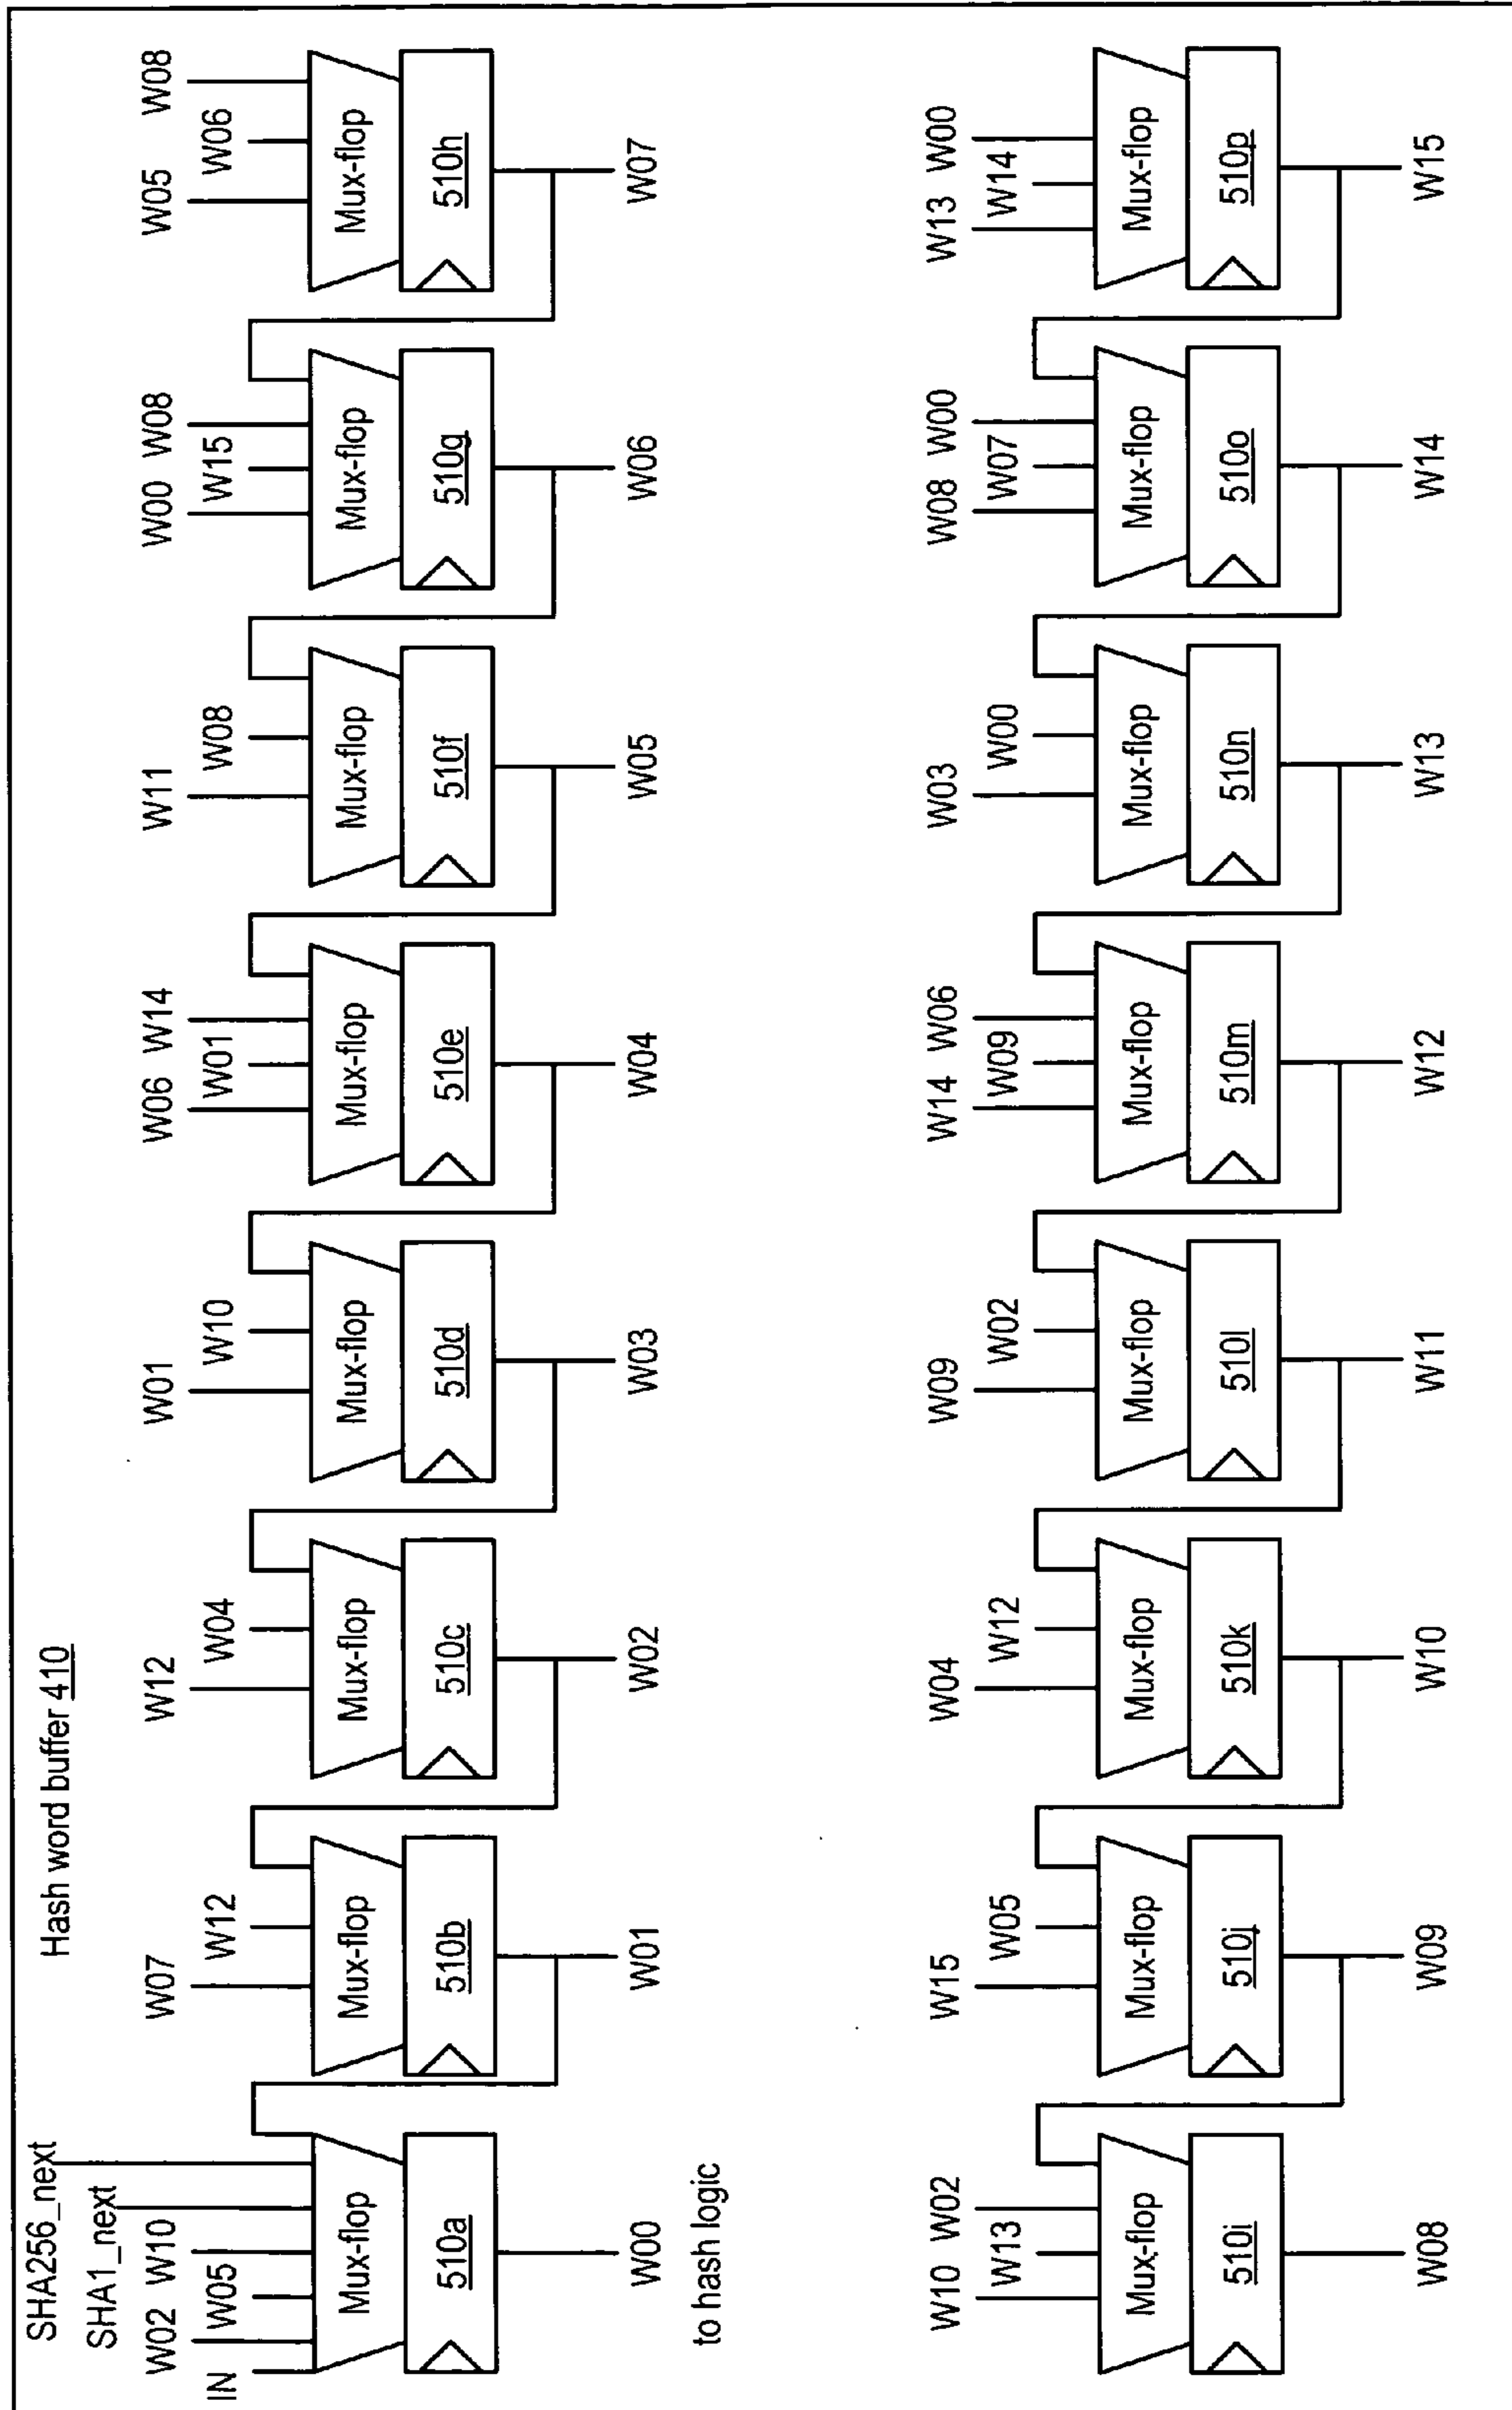 Hash word buffer 410
SHA256_next
SHA1_next
W02 W10 W07 W12 W01 W06 W14 W11 W00 W08 W05 W08
IN W05 W12 W04 W10 W01 W08 W15 W06
Mux-flop Mux-flop Mux-flop Mux-flop Mux-flop Mux-flop Mux-flop Mux-flop
510a 510b 510c 510d 510e 510f 510g 510h
W00 W01 W02 W03 W04 W05 W06 W07
to hash logic
W10 W02 W15 W04 W09 W14 W06 W03 W08 W00 W13 W00
W13 W05 W12 W02 W09 W00 W07 W14
Mux-flop Mux-flop Mux-flop Mux-flop Mux-flop Mux-flop Mux-flop Mux-flop
510i 510j 510k 510l 510m 510n 510o 510p
W08 W09 W10 W11 W12 W13 W14 W15